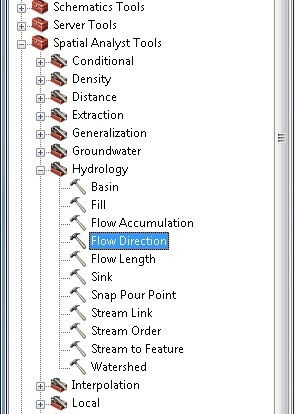 Schematics Tools
Server Tools
Spatial Analyst Tools
Conditional
Density
Distance
Extraction
Generalization
Groundwater
Hydrology
Basin
Fill
Flow Accumulation
Flow Direction
Flow Length
Sink
Snap Pour Point
Stream Link
Stream Order
Stream to Feature
Watershed
Interpolation
Local